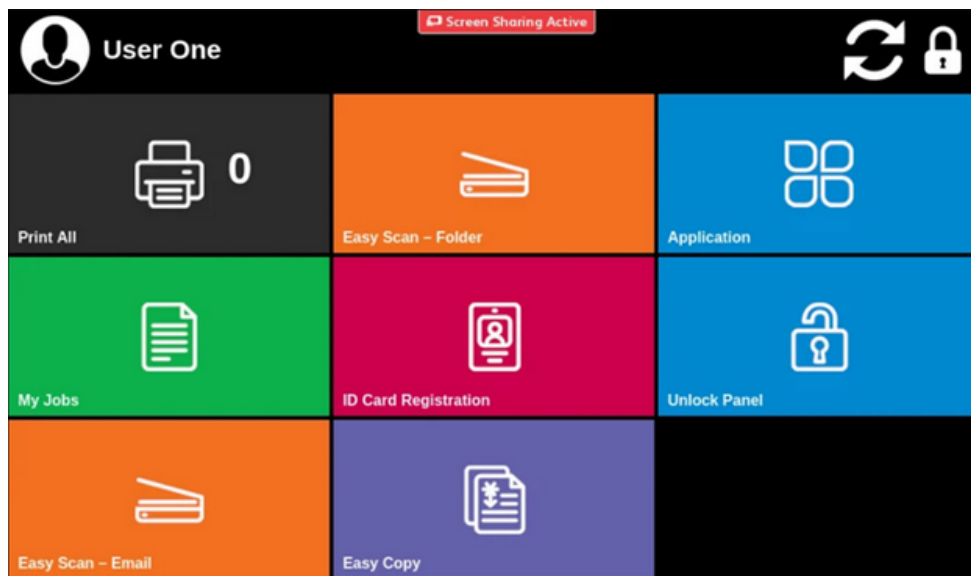 Screen Sharing Active
User One
0
Print All
Easy Scan – Folder
Application
My Jobs
ID Card Registration
Unlock Panel
Easy Scan – Email
Easy Copy